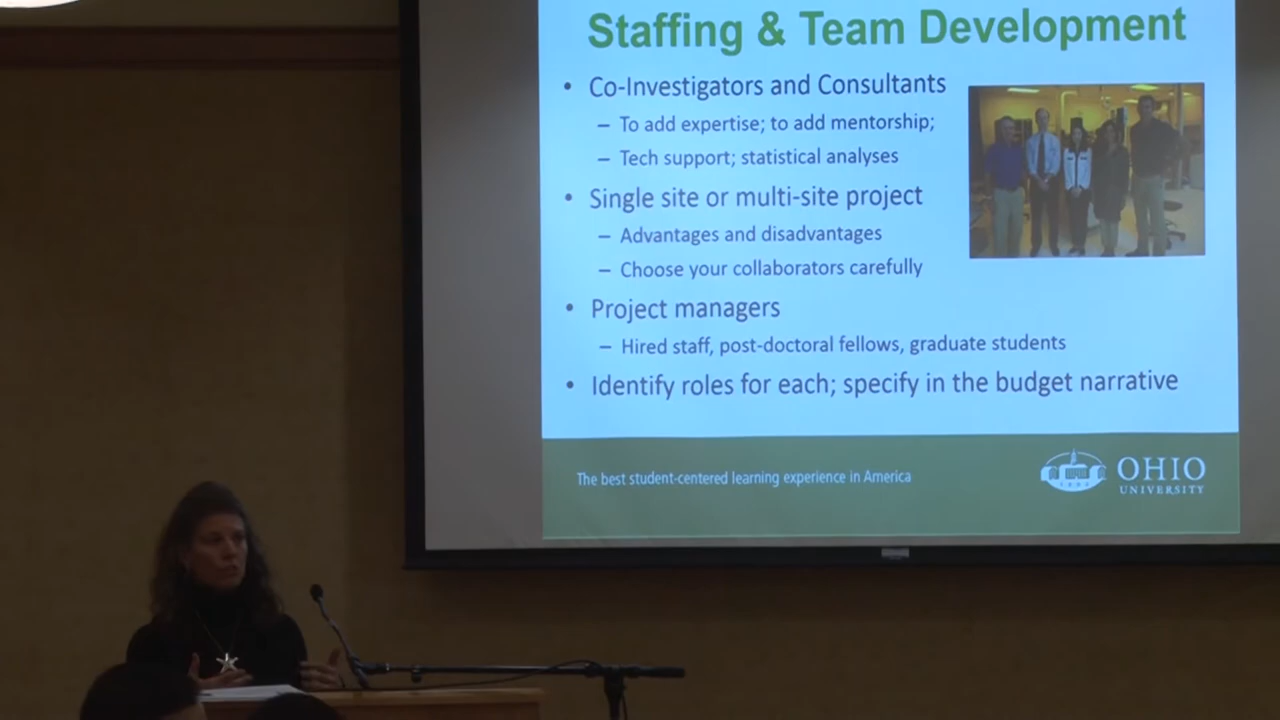 Staffing & Team Development
• Co-Investigators and Consultants
– To add expertise; to add mentorship;
– Tech support; statistical analyses
• Single site or multi-site project
– Advantages and disadvantages
– Choose your collaborators carefully
• Project managers
– Hired staff, post-doctoral fellows, graduate students
• Identify roles for each; specify in the budget narrative
The best student-centered learning experience in America
OHIO
UNIVERSITY